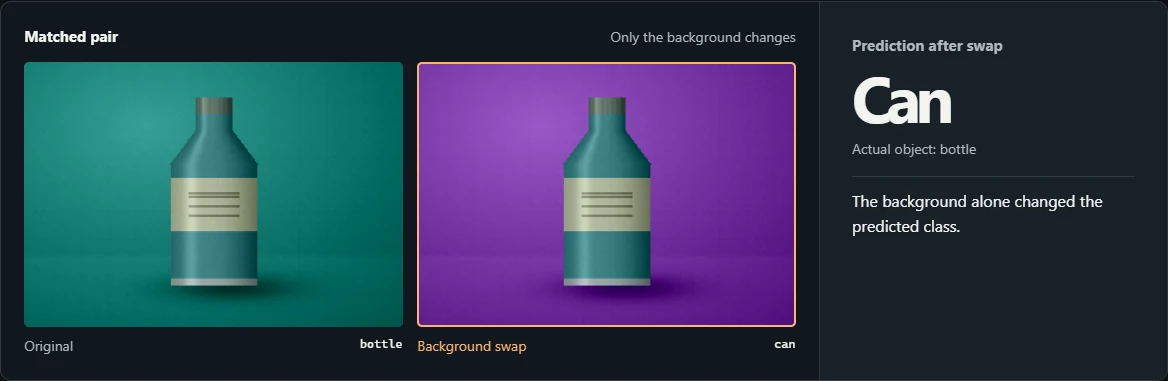 Matched pair
Only the background changes
Original
bottle
Background swap
can
Prediction after swap
Can
Actual object: bottle
The background alone changed the
predicted class.